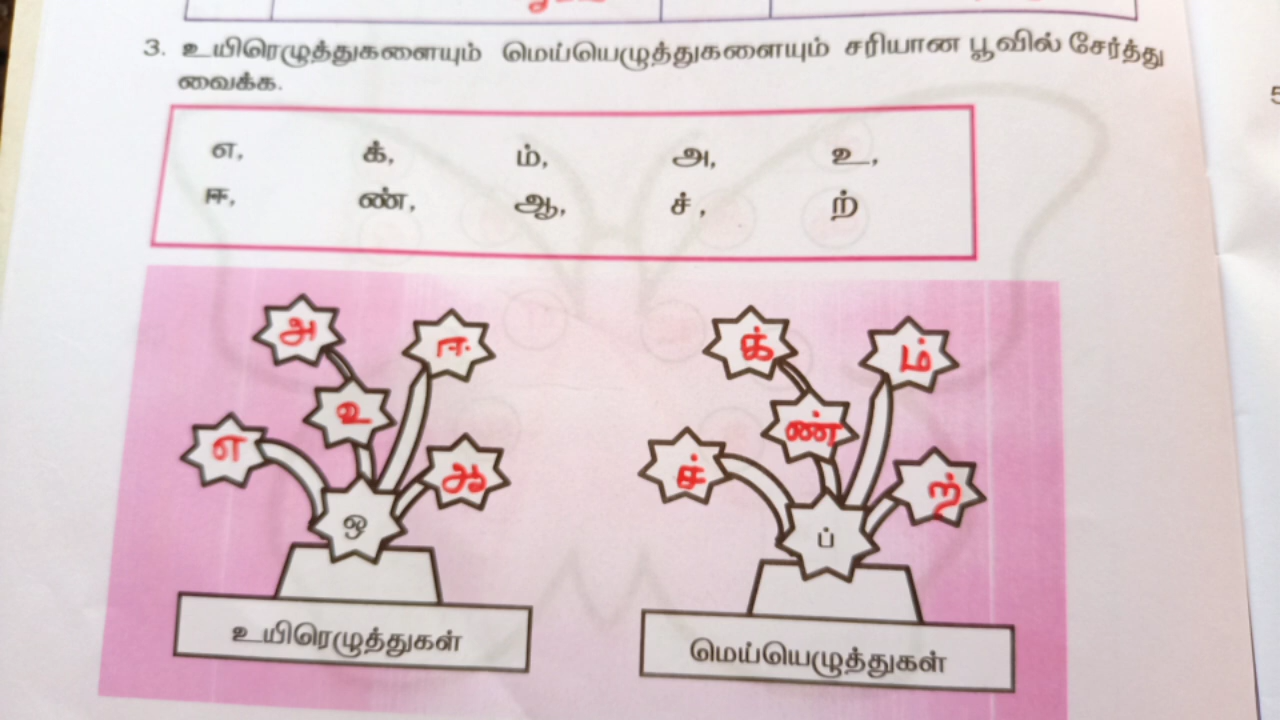 3. உயிரெழுத்துகளையும் மெய்யெழுத்துகளையும் சரியான பூவில் சேர்த்து
வைக்க.
எ, க், ம், அ, உ,
ஈ, ண், ஆ, ச், ற்
அ ஈ
உ
எ ஆ
ஒ
உயிரெழுத்துகள்
க் ம்
ண்
ச் ற்
ப்
மெய்யெழுத்துகள்